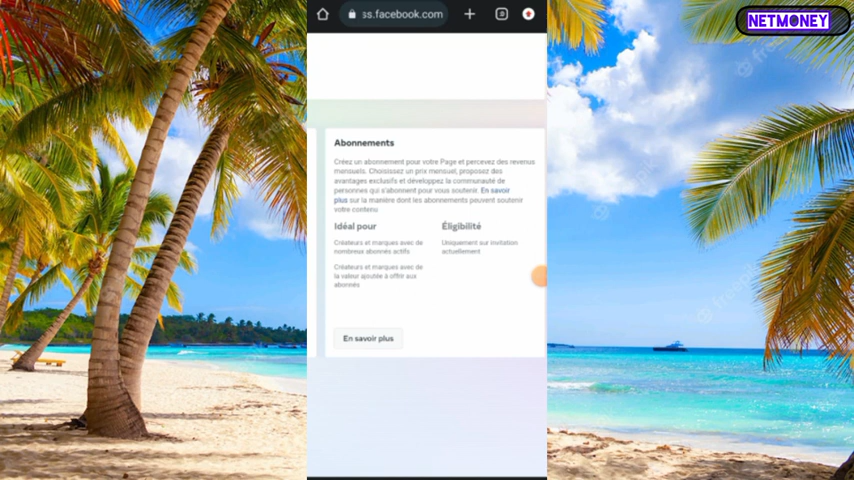 ss.facebook.com
NETMONEY
Abonnements
Créez un abonnement pour votre Page et percevez des revenus
mensuels. Choisissez un prix mensuel, proposez des
avantages exclusifs et développez la communauté de
personnes qui s'abonnent pour vous soutenir. En savoir
plus sur la manière dont les abonnements peuvent soutenir
votre contenu.
Idéal pour
Créateurs et marques avec de
nombreux abonnés actifs
Créateurs et marques avec de
la valeur ajoutée à offrir aux
abonnés
Éligibilité
Uniquement sur invitation
actuellement
En savoir plus